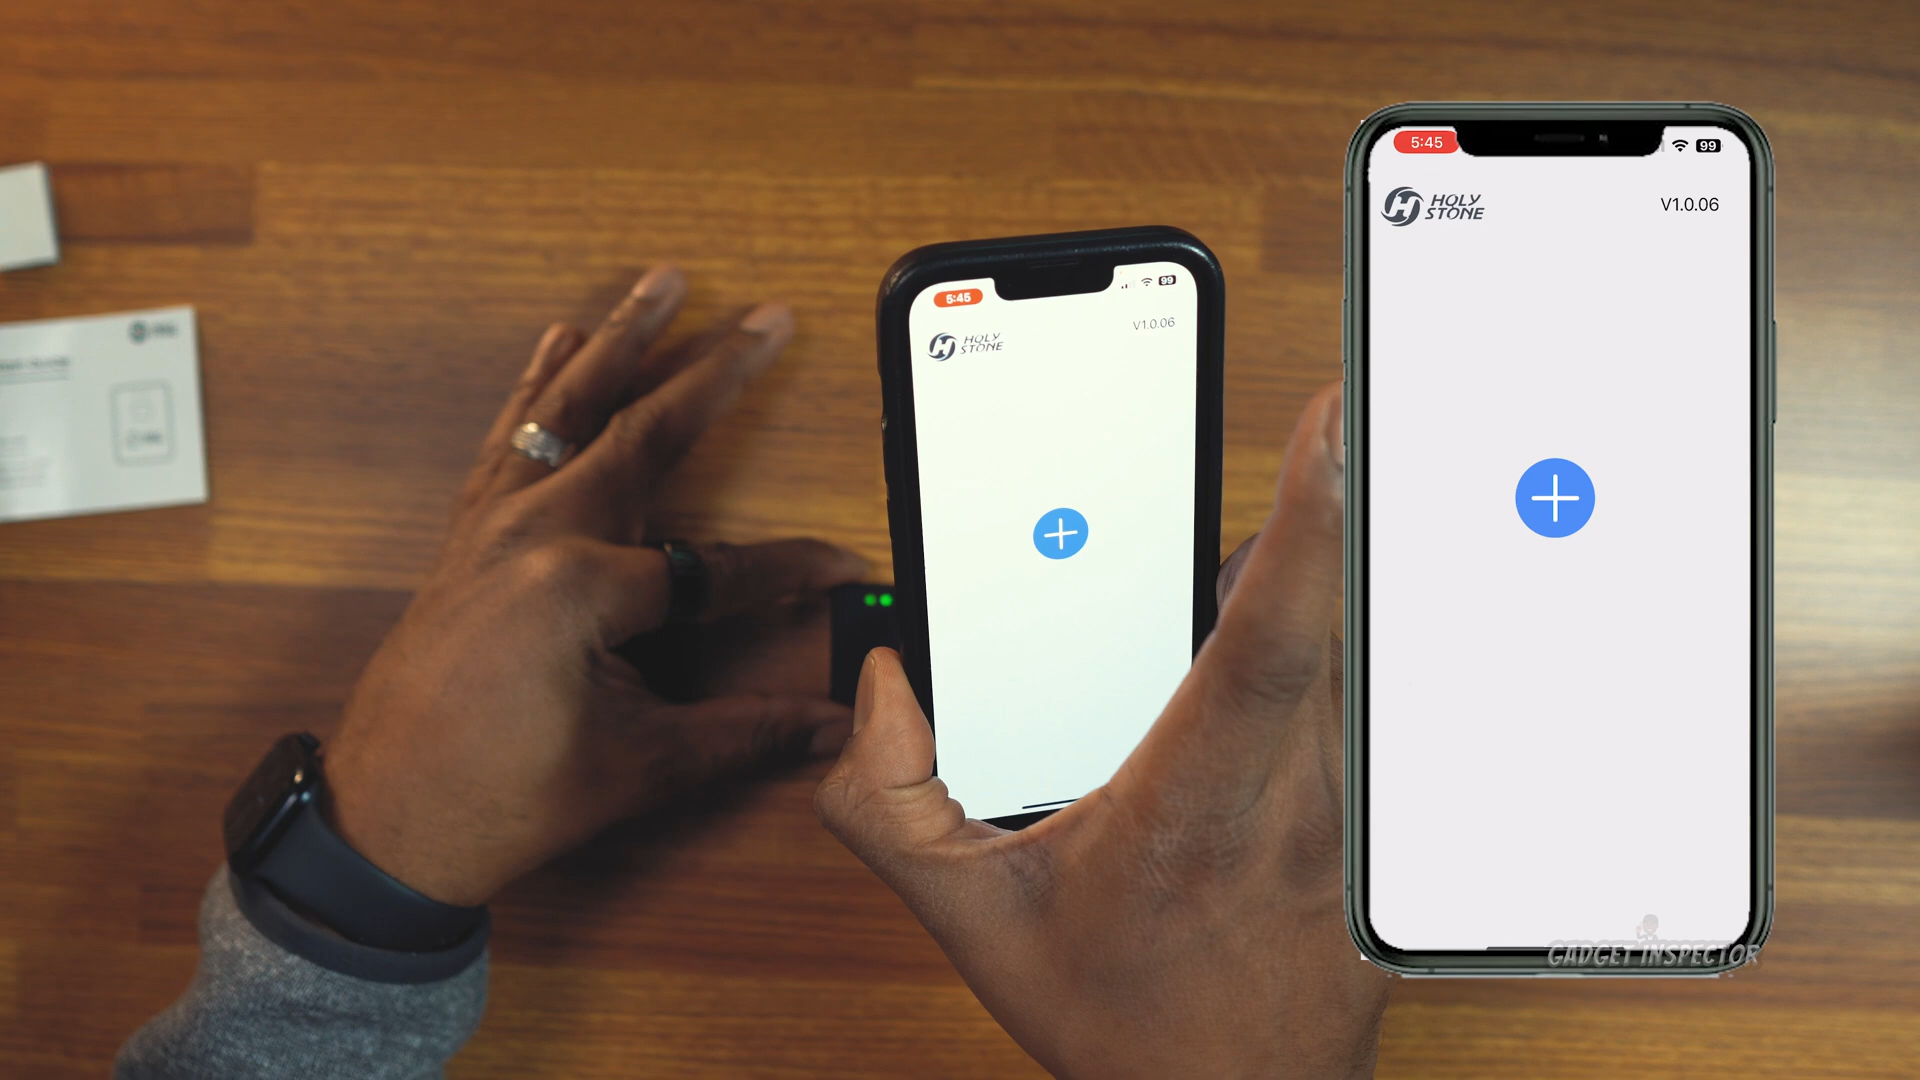 5:45
99
HOLY
STONE
V1.0.06
5:45
99
HOLY
STONE
V1.0.06
GADGET INSPECTOR